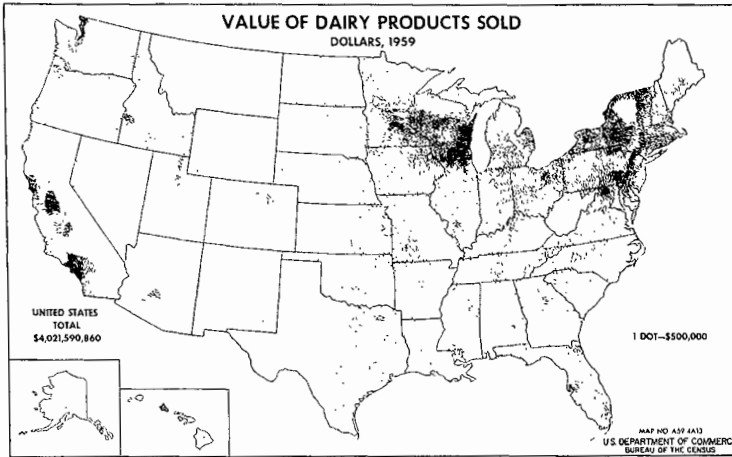 VALUE OF DAIRY PRODUCTS SOLD
DOLLARS, 1959
UNITED STATES
TOTAL
$4,021,590,860
1 DOT—$500,000
MAP NO A59 4A13
U.S. DEPARTMENT OF COMMERC
BUREAU OF THE CENSUS